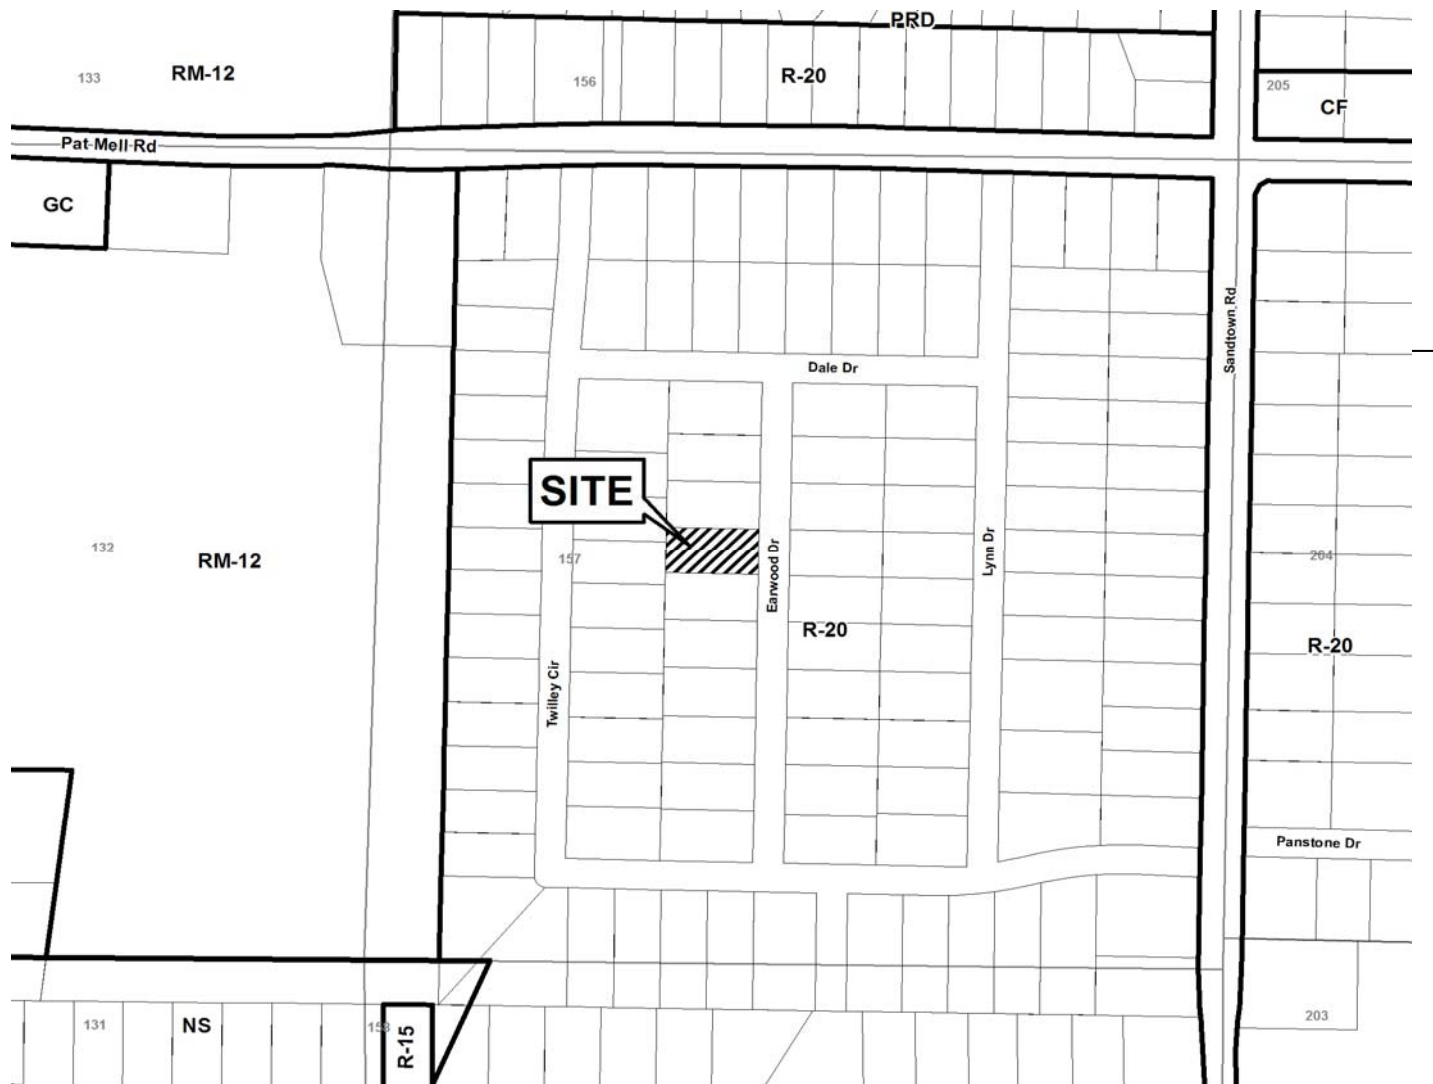 PRD
133
RM-12
156
R-20
205
CF
Pat Mell Rd
GC
Sandtown Rd
Dale Dr
SITE
132
RM-12
157
Earwood Dr
Lynn Dr
204
R-20
R-20
Twilley Cir
Panstone Dr
131
NS
158
R-15
203